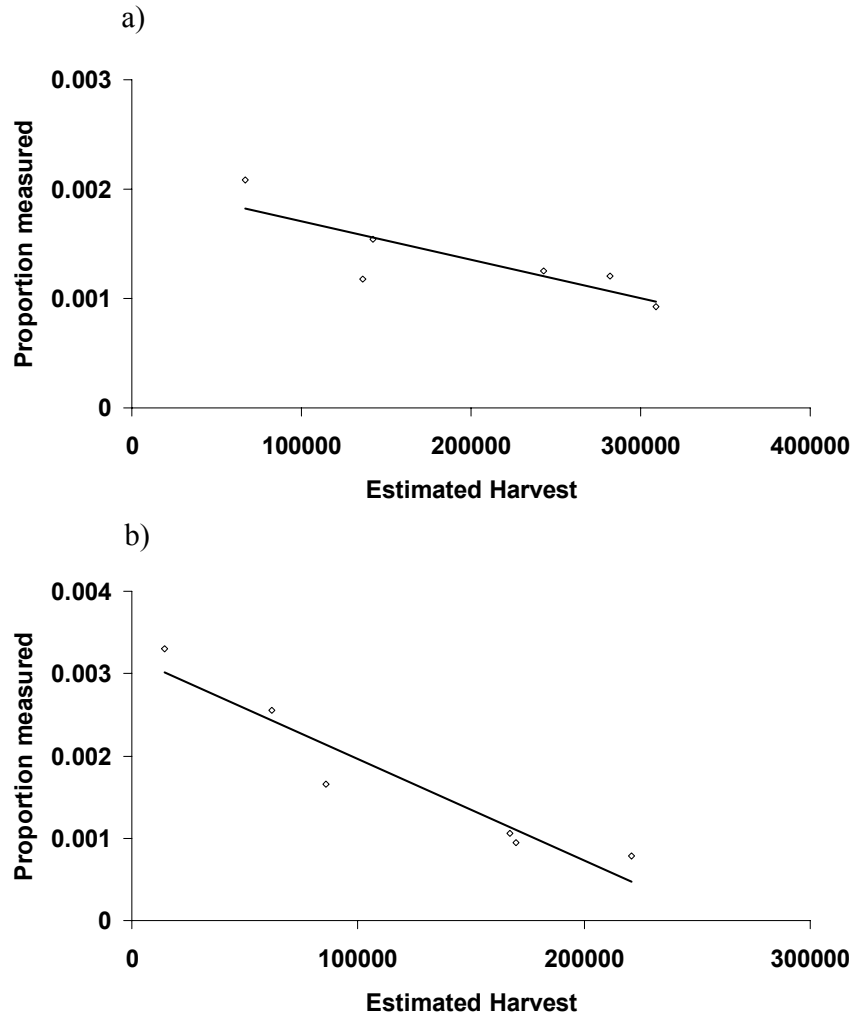 a)
0.003
0.002
0.001
0
Proportion measured
0 100000 200000 300000 400000
Estimated Harvest
b)
0.004
0.003
0.002
0.001
0
Proportion measured
0 100000 200000 300000
Estimated Harvest